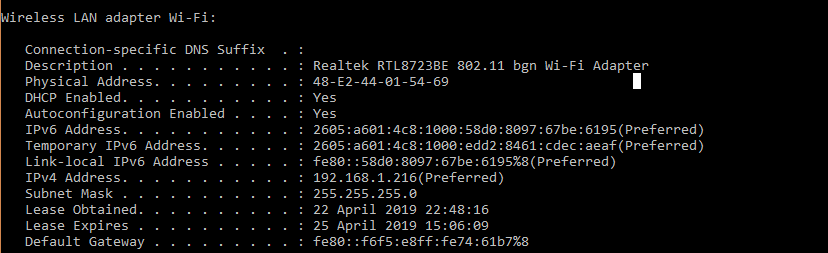 Wireless LAN adapter Wi-Fi:
Connection-specific DNS Suffix  . :
Description . . . . . . . . . . . : Realtek RTL8723BE 802.11 bgn Wi-Fi Adapter
Physical Address. . . . . . . . . : 48-E2-44-01-54-69
DHCP Enabled. . . . . . . . . . . : Yes
Autoconfiguration Enabled . . . . : Yes
IPv6 Address. . . . . . . . . . . : 2605:a601:4c8:1000:58d0:8097:67be:6195(Preferred)
Temporary IPv6 Address. . . . . . : 2605:a601:4c8:1000:edd2:8461:cdec:aeaf(Preferred)
Link-local IPv6 Address . . . . . : fe80::58d0:8097:67be:6195%8(Preferred)
IPv4 Address. . . . . . . . . . . : 192.168.1.216(Preferred)
Subnet Mask . . . . . . . . . . . : 255.255.255.0
Lease Obtained. . . . . . . . . . : 22 April 2019 22:48:16
Lease Expires . . . . . . . . . . : 25 April 2019 15:06:09
Default Gateway . . . . . . . . . : fe80::f6f5:e8ff:fe74:61b7%8